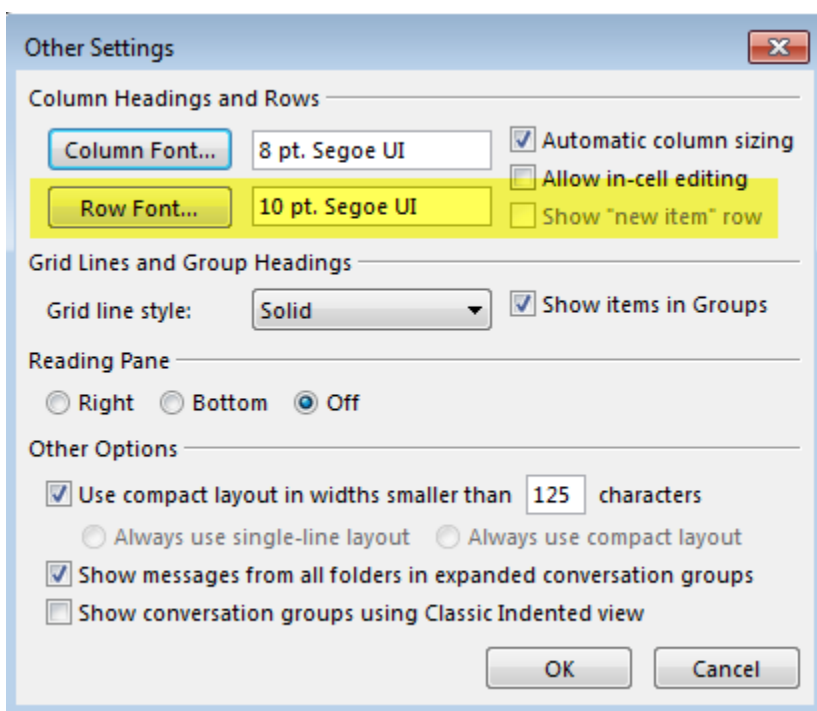 Other Settings
Column Headings and Rows
Column Font... 8 pt. Segoe UI Automatic column sizing
Allow in-cell editing
Row Font... 10 pt. Segoe UI Show "new item" row
Grid Lines and Group Headings
Grid line style: Solid Show items in Groups
Reading Pane
Right Bottom Off
Other Options
Use compact layout in widths smaller than 125 characters
Always use single-line layout Always use compact layout
Show messages from all folders in expanded conversation groups
Show conversation groups using Classic Indented view
OK Cancel